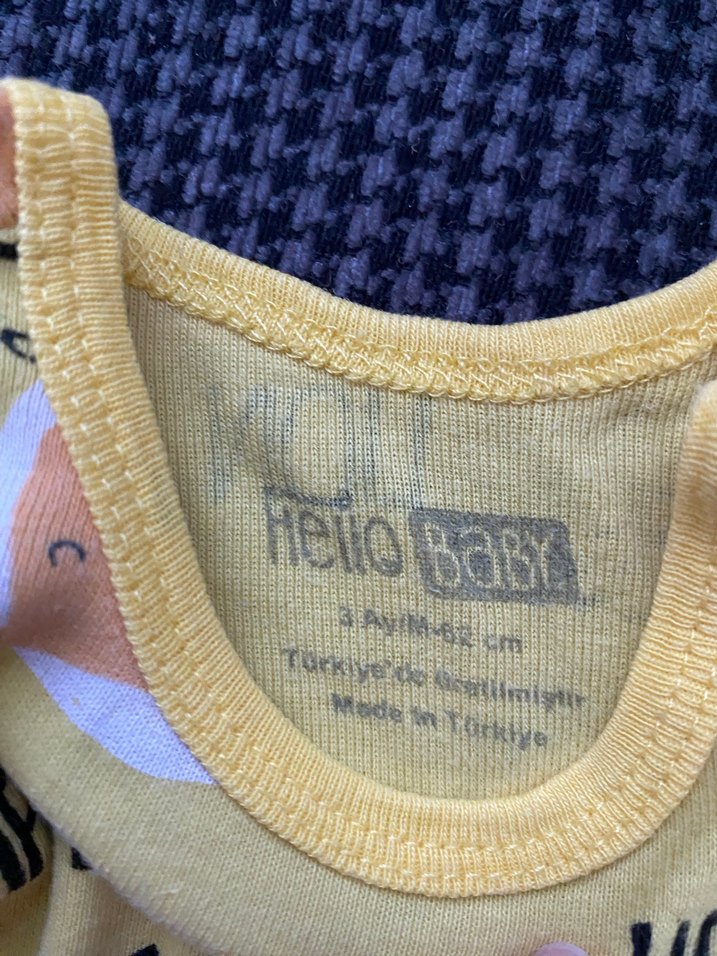 Hello BaBY
3 Ay/M-62 cm
Türkiye'de Üretilmiştir
Made in Türkiye